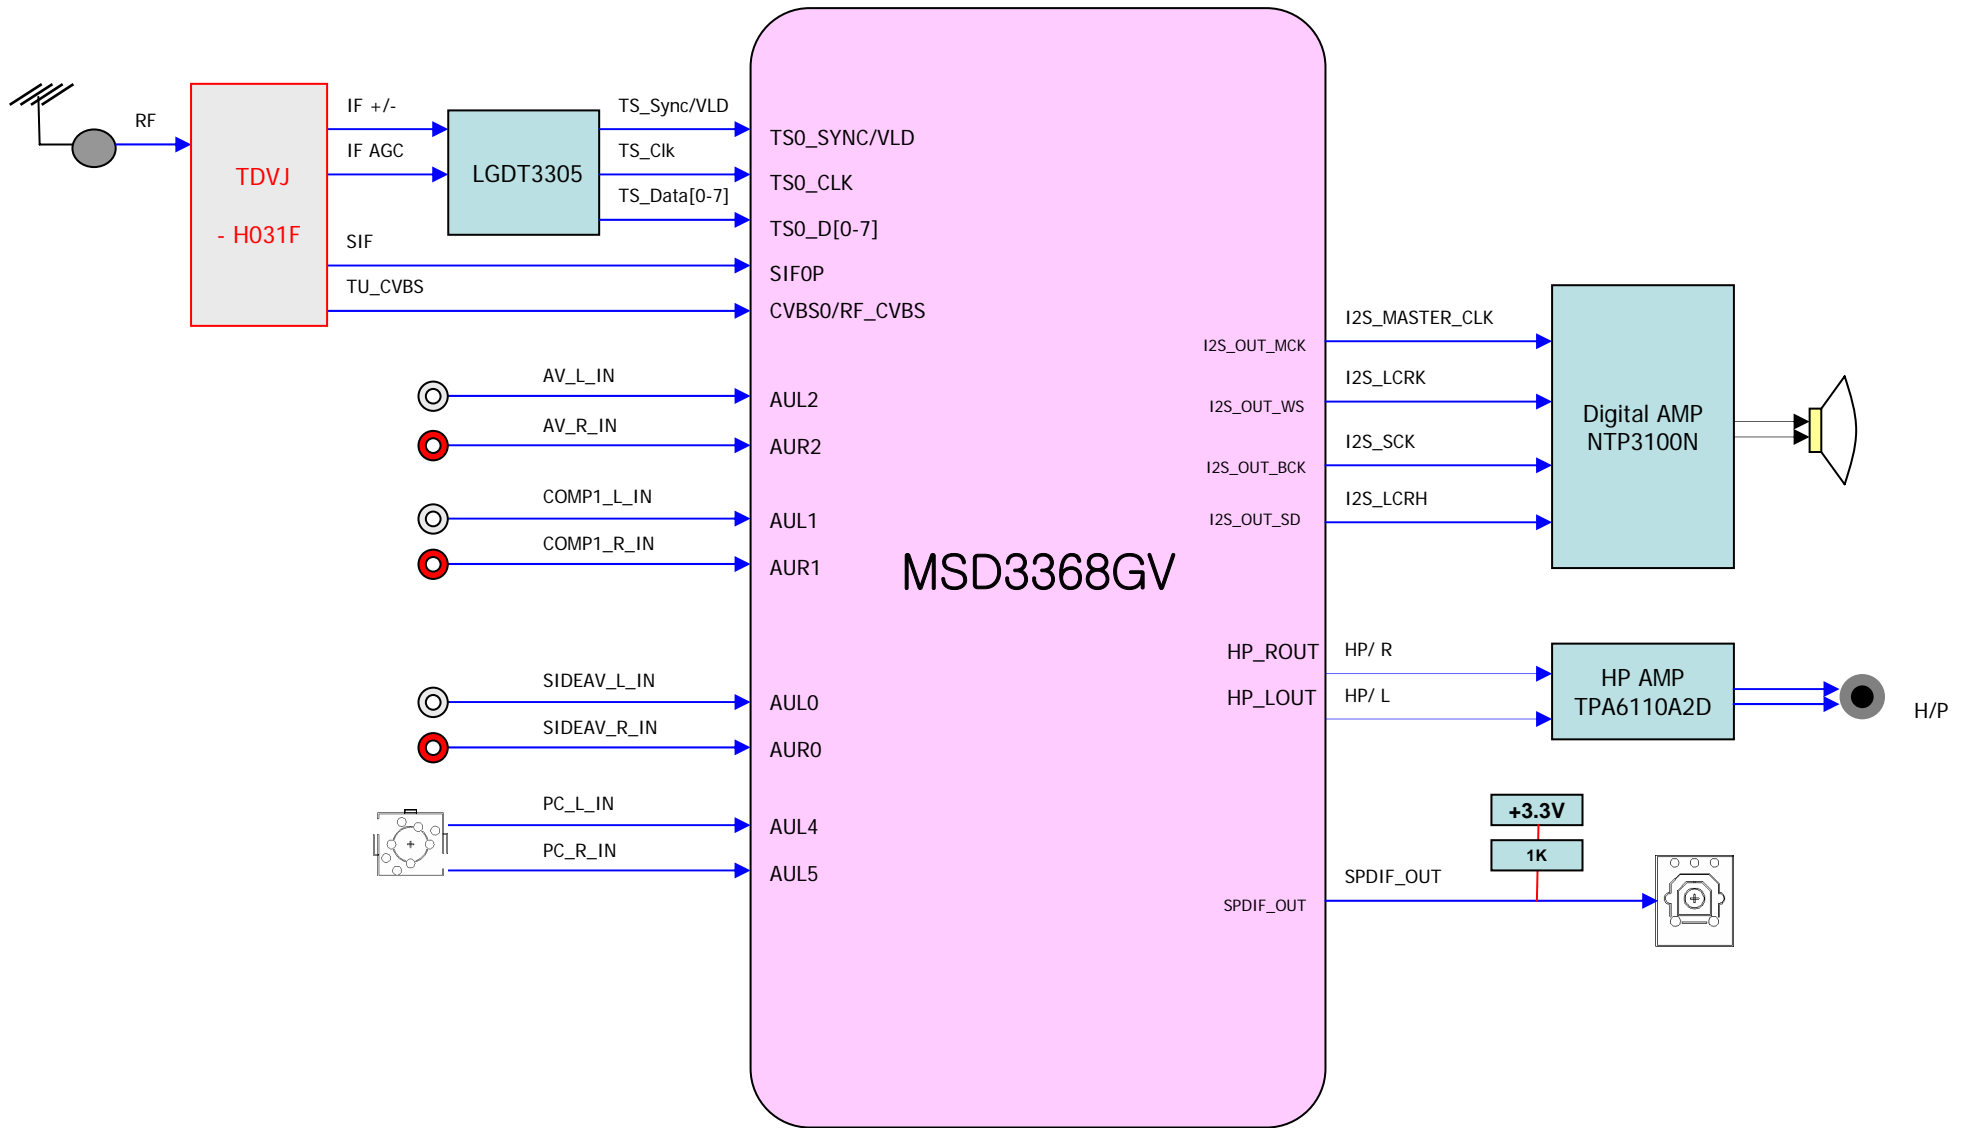 RF
TDVJ
- H031F
IF +/-
IF AGC
SIF
TU_CVBS
LGDT3305
TS_Sync/VLD
TS_Clk
TS_Data[0-7]
TS0_SYNC/VLD
TS0_CLK
TS0_D[0-7]
SIF0P
CVBS0/RF_CVBS
AV_L_IN
AUL2
AV_R_IN
AUR2
COMP1_L_IN
AUL1
COMP1_R_IN
AUR1
SIDEAV_L_IN
AUL0
SIDEAV_R_IN
AUR0
PC_L_IN
AUL4
PC_R_IN
AUL5
MSD3368GV
I2S_OUT_MCK
I2S_MASTER_CLK
I2S_OUT_WS
I2S_LCRK
I2S_OUT_BCK
I2S_SCK
I2S_OUT_SD
I2S_LCRH
Digital AMP
NTP3100N
HP_ROUT
HP/ R
HP_LOUT
HP/ L
HP AMP
TPA6110A2D
H/P
+3.3V
1K
SPDIF_OUT
SPDIF_OUT